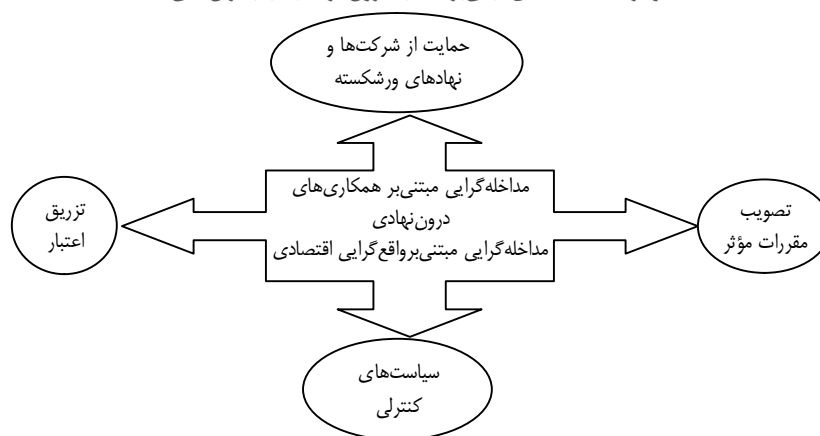 حمایت از شرکت‌ها و
نهادهای ورشکسته
مداخله‌گرایی مبتنی‌بر همکاری‌های
درون‌نهادی
مداخله‌گرایی مبتنی‌برواقع‌گرایی اقتصادی
تصویب
مقررات مؤثر
تزریق
اعتبار
سیاست‌های
کنترلی